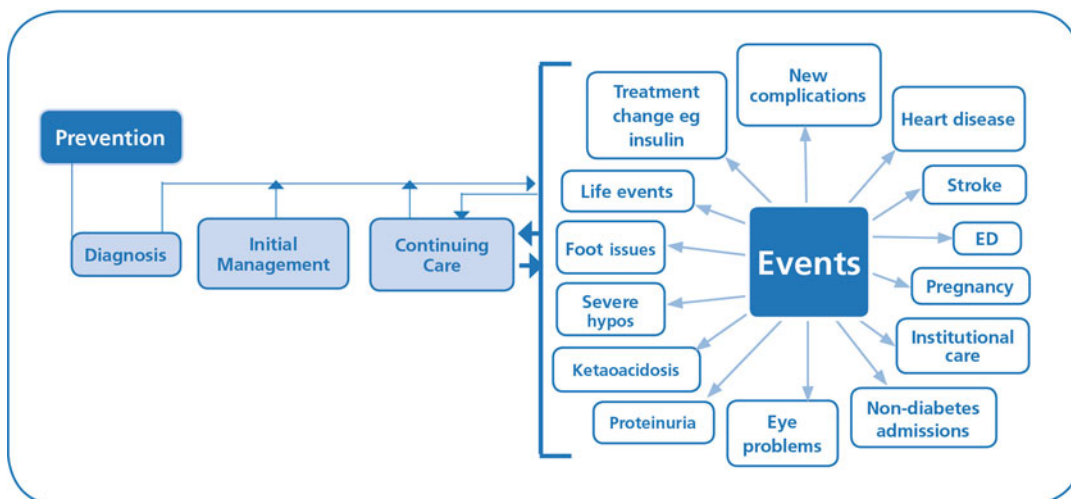 Prevention
Diagnosis
Initial
Management
Continuing
Care
Treatment
change eg
insulin
New
complications
Heart disease
Life events
Stroke
Foot issues
Events
ED
Severe
hypos
Pregnancy
Ketaoacidosis
Institutional
care
Proteinuria
Eye
problems
Non-diabetes
admissions